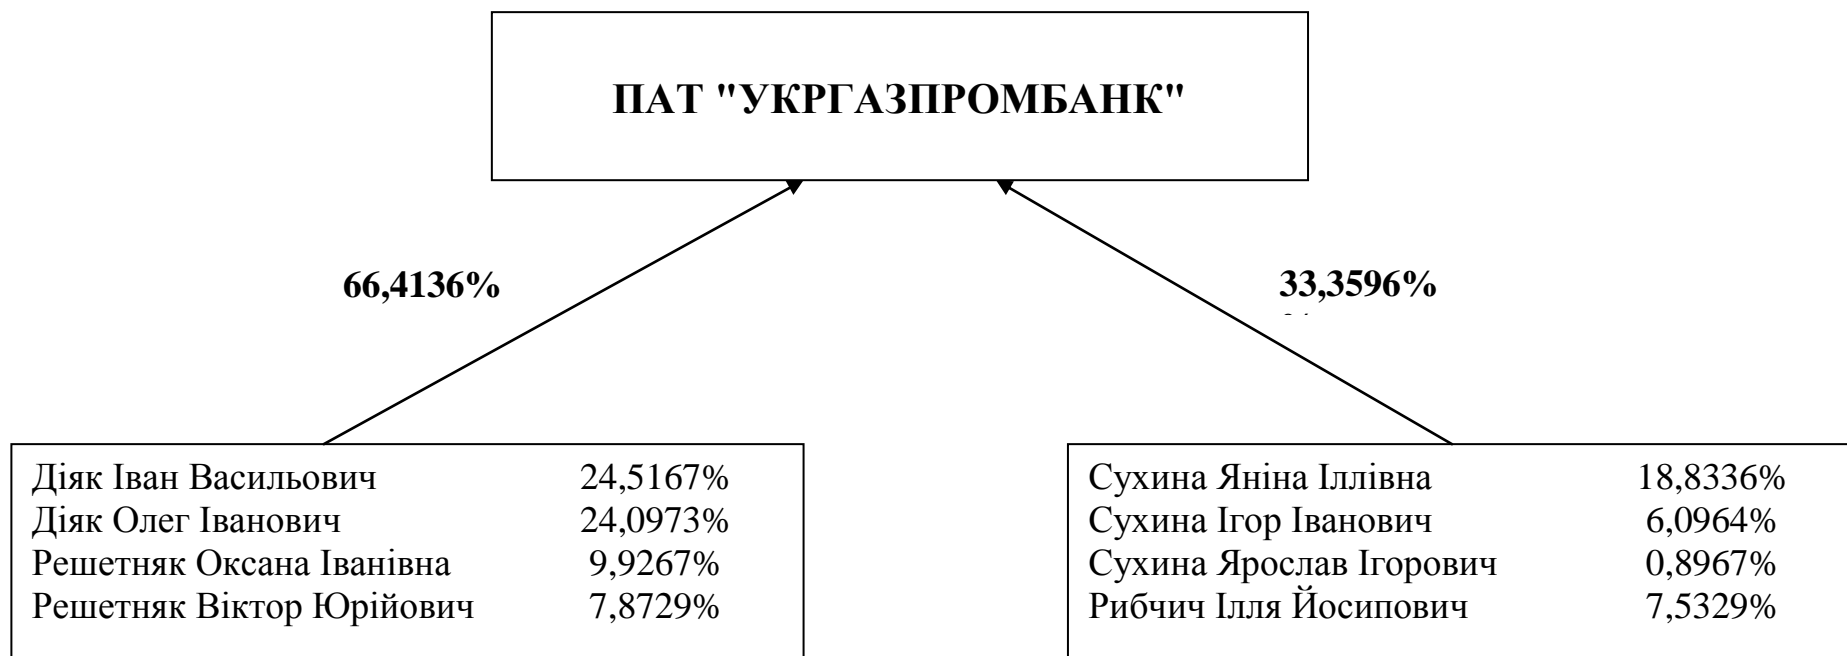 ПАТ "УКРГАЗПРОМБАНК"
66,4136%
33,3596%
Діяк Іван Васильович 24,5167%
Діяк Олег Іванович 24,0973%
Решетняк Оксана Іванівна 9,9267%
Решетняк Віктор Юрійович 7,8729%
Сухина Яніна Іллівна 18,8336%
Сухина Ігор Іванович 6,0964%
Сухина Ярослав Ігорович 0,8967%
Рибчич Ілля Йосипович 7,5329%